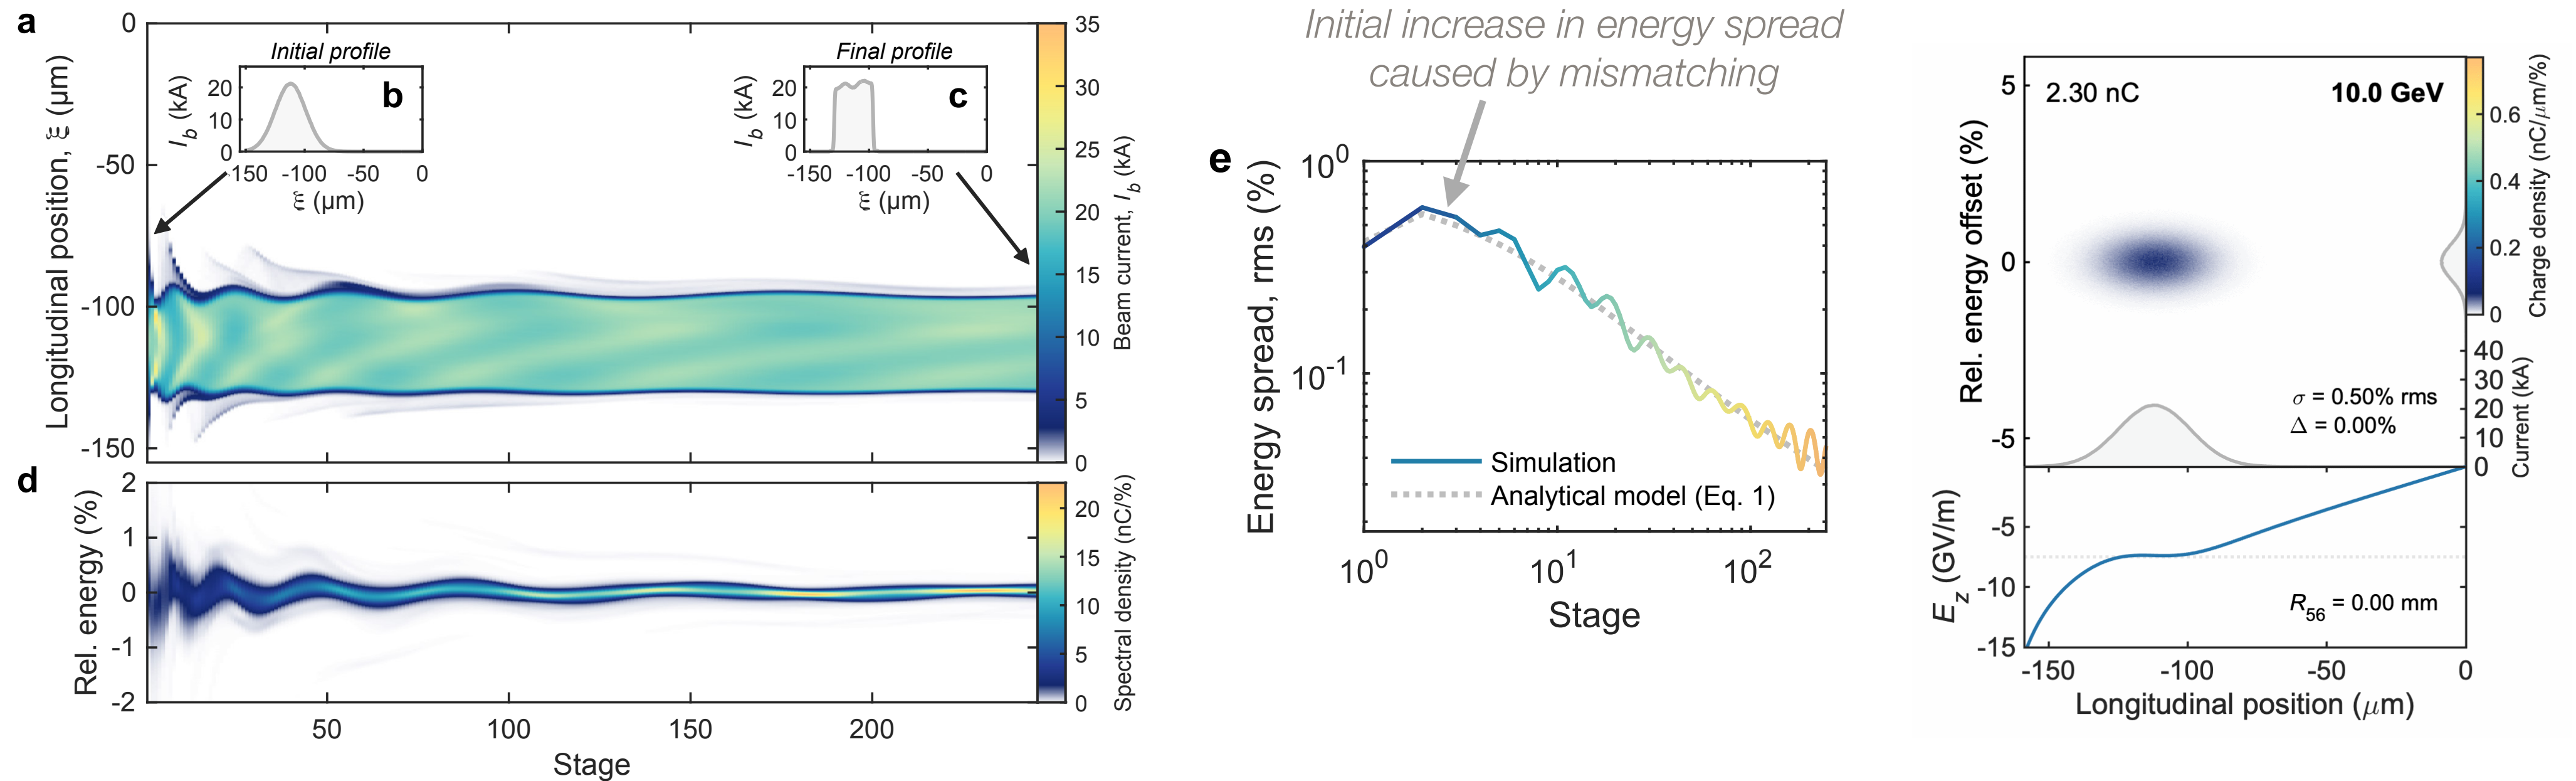 a
0
-50
-100
-150
Longitudinal position, ξ (μm)
Initial profile
b
20
10
0
I_b (kA)
-150 -100 -50 0
ξ (μm)
Final profile
c
20
10
0
I_b (kA)
-150 -100 -50 0
ξ (μm)
35
30
25
20
15
10
5
0
Beam current, I_b (kA)
d
2
1
0
-1
-2
Rel. energy (%)
50 100 150 200
Stage
20
15
10
5
0
Spectral density (nC/%)
Initial increase in energy spread
caused by mismatching
e
10^0
10^-1
Energy spread, rms (%)
Simulation
Analytical model (Eq. 1)
10^0 10^1 10^2
Stage
5
0
-5
Rel. energy offset (%)
2.30 nC 10.0 GeV
σ = 0.50% rms
Δ = 0.00%
0.6
0.4
0.2
0
Charge density (nC/μm/%)
40
30
20
10
0
Current (kA)
-5
-10
-15
E_z (GV/m)
R_56 = 0.00 mm
-150 -100 -50 0
Longitudinal position (μm)